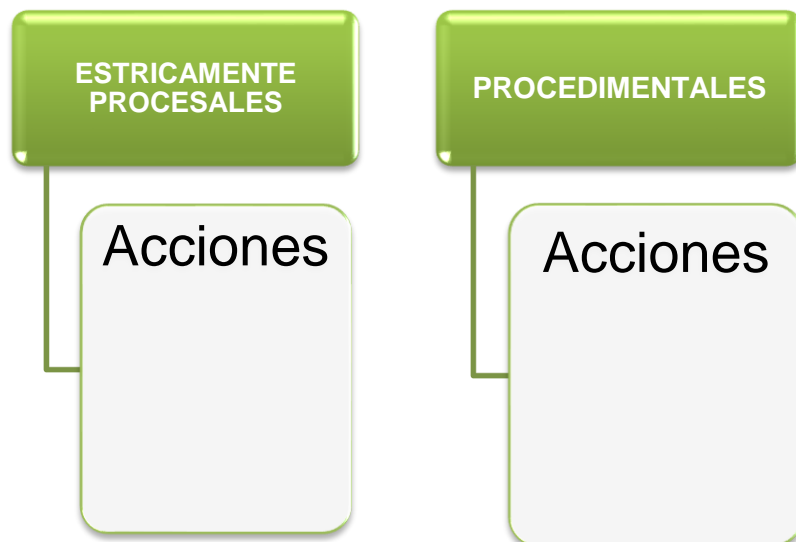 ESTRICAMENTE
PROCESALES
Acciones
PROCEDIMENTALES
Acciones